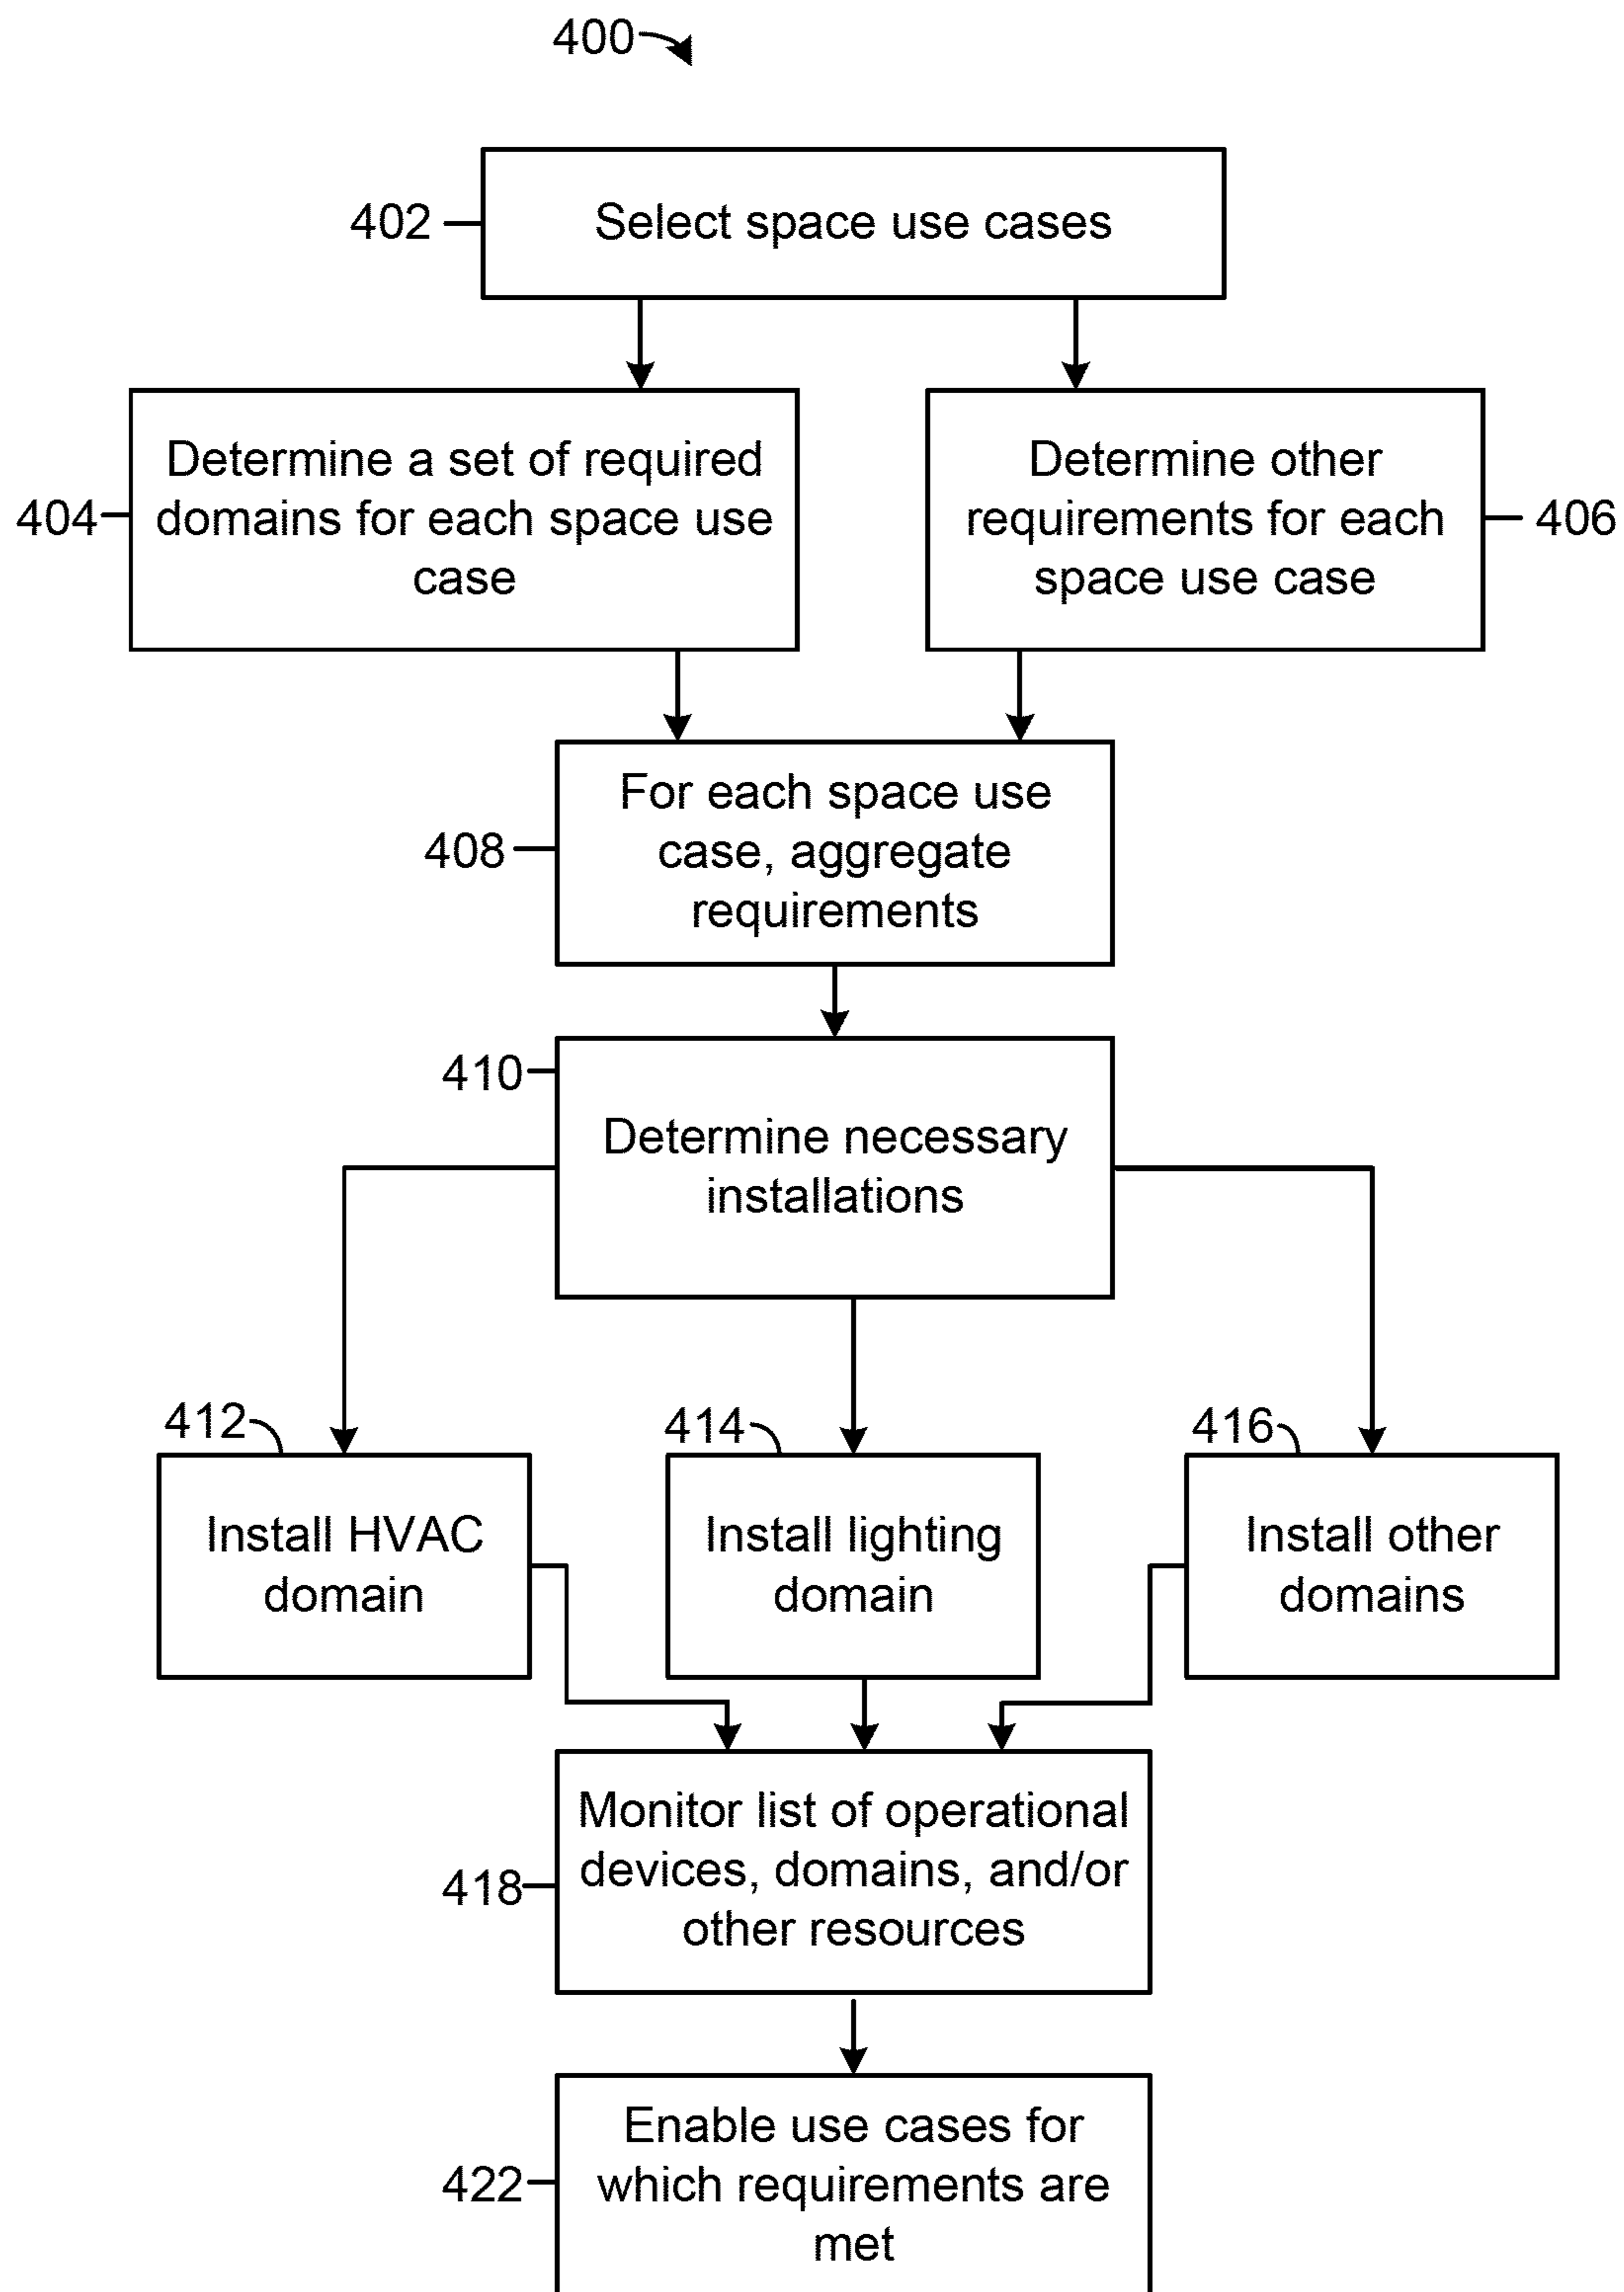 400
402
Select space use cases
404
Determine a set of required
domains for each space use
case
Determine other
requirements for each
space use case
406
408
For each space use
case, aggregate
requirements
410
Determine necessary
installations
412
Install HVAC
domain
414
Install lighting
domain
416
Install other
domains
418
Monitor list of operational
devices, domains, and/or
other resources
422
Enable use cases for
which requirements are
met